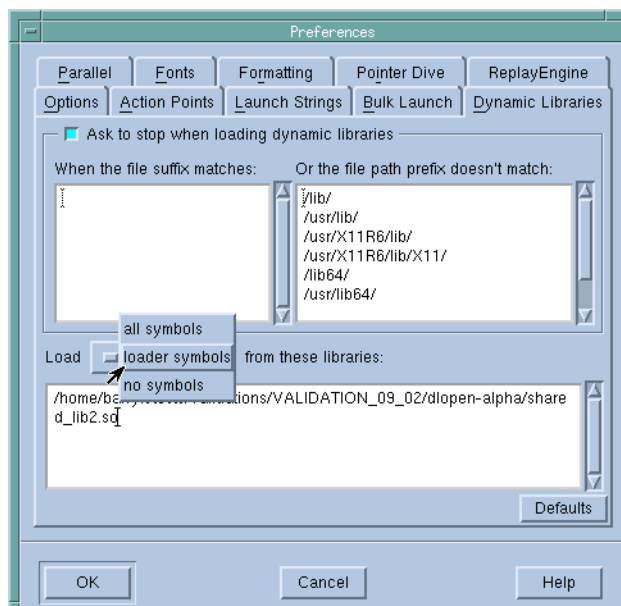 Preferences
Parallel Fonts Formatting Pointer Dive ReplayEngine
Options Action Points Launch Strings Bulk Launch Dynamic Libraries
Ask to stop when loading dynamic libraries
When the file suffix matches: Or the file path prefix doesn't match:
/lib/
/usr/lib/
/usr/X11R6/lib/
/usr/X11R6/lib/X11/
/lib64/
/usr/lib64/
all symbols
Load loader symbols from these libraries:
no symbols
/VALIDATION_09_02/dlopen-alpha/share
d_lib2.so
Defaults
OK Cancel Help